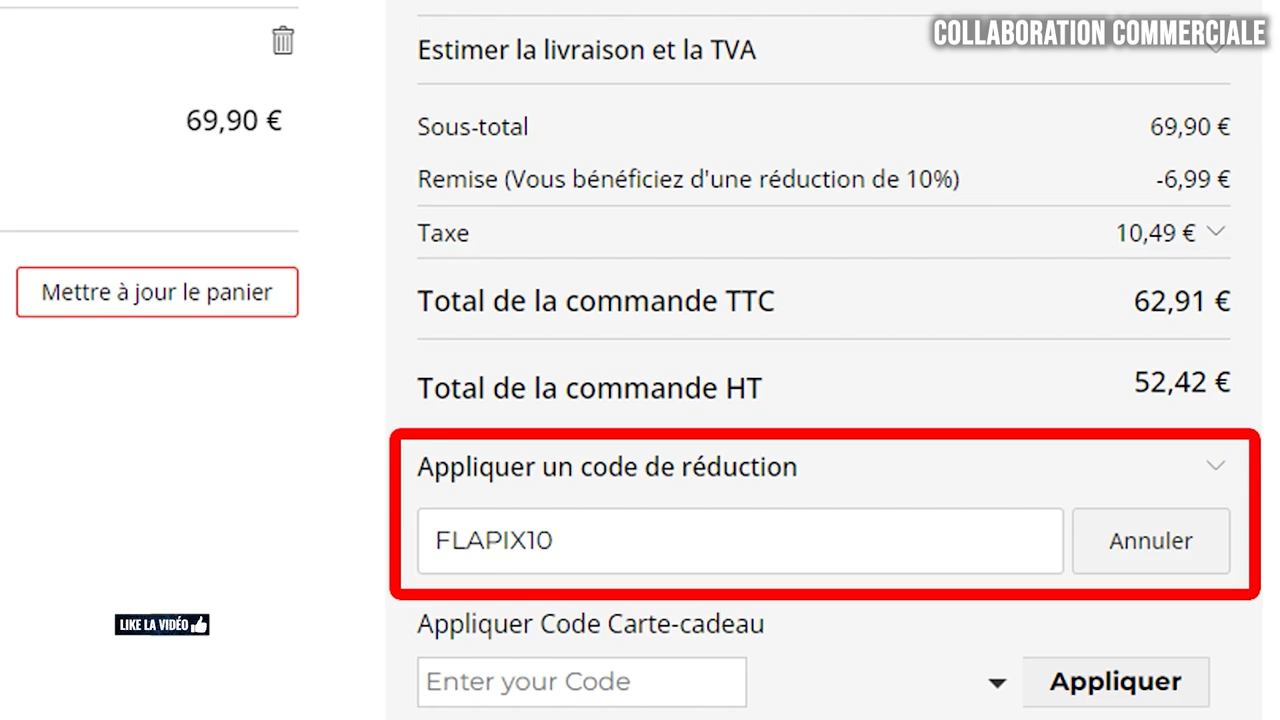 COLLABORATION COMMERCIALE
Estimer la livraison et la TVA
69,90 €
Sous-total 69,90 €
Remise (Vous bénéficiez d'une réduction de 10%) -6,99 €
Taxe 10,49 €
Mettre à jour le panier
Total de la commande TTC 62,91 €
Total de la commande HT 52,42 €
Appliquer un code de réduction
FLAPIX10 Annuler
LIKE LA VIDÉO
Appliquer Code Carte-cadeau
Enter your Code Appliquer